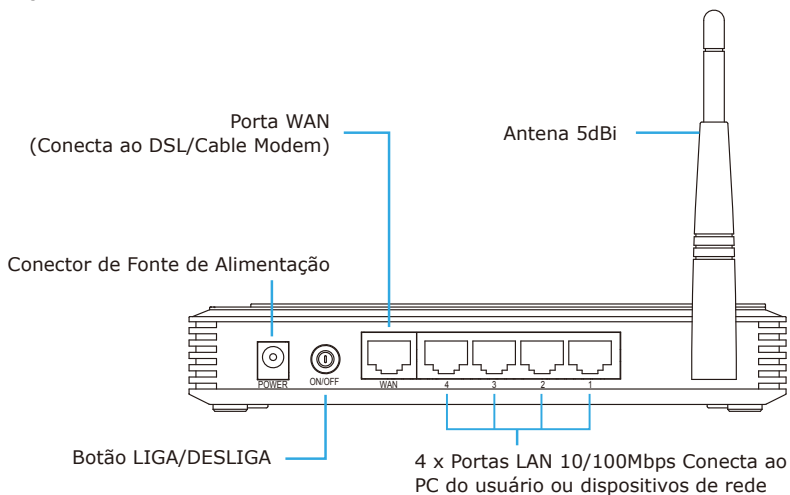 Porta WAN
(Conecta ao DSL/Cable Modem)
Antena 5dBi
Conector de Fonte de Alimentação
POWER
ON/OFF
WAN
4
3
2
1
Botão LIGA/DESLIGA
4 x Portas LAN 10/100Mbps Conecta ao
PC do usuário ou dispositivos de rede